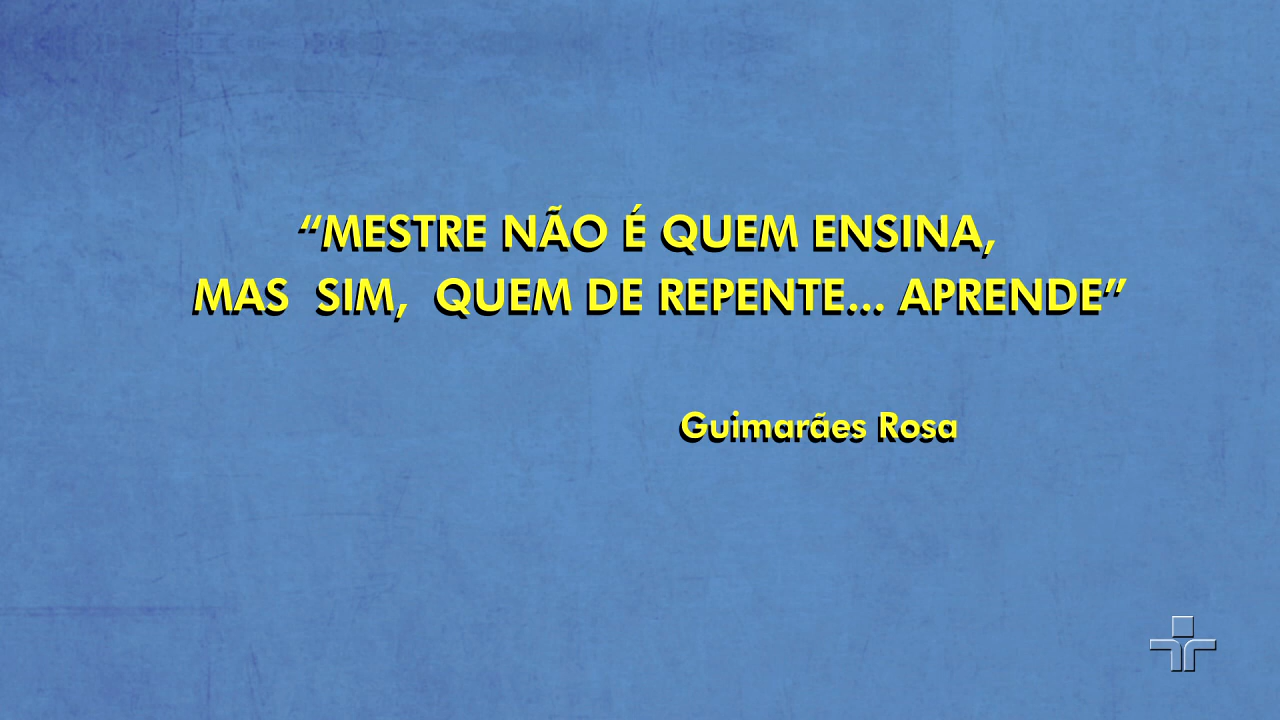 “MESTRE NÃO É QUEM ENSINA,
MAS SIM, QUEM DE REPENTE... APRENDE”
Guimarães Rosa